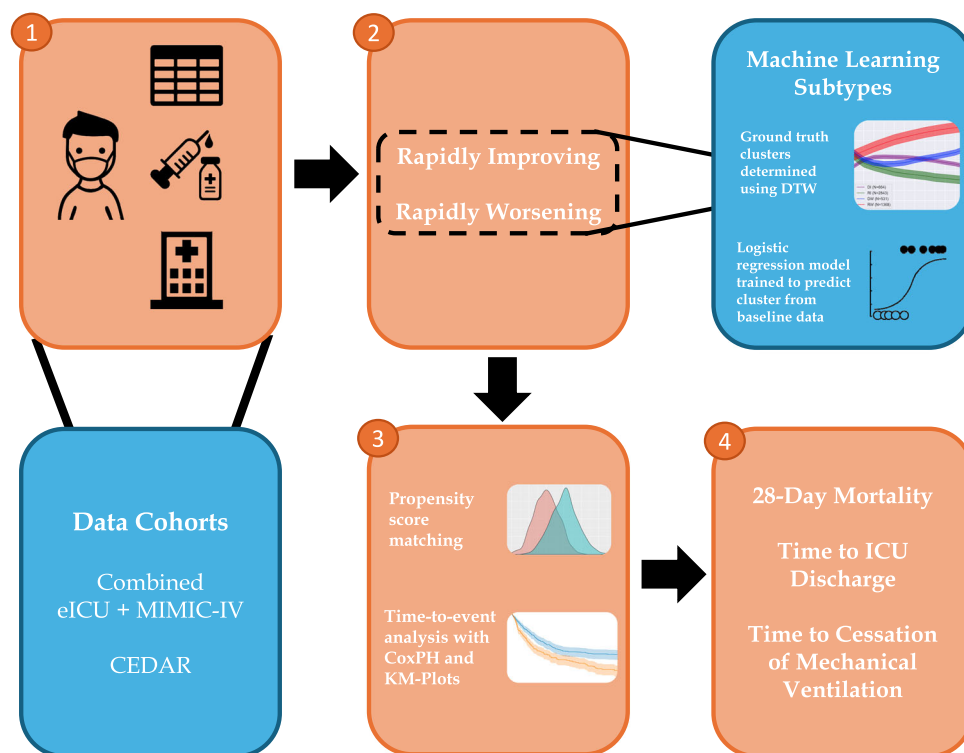 1
2
Rapidly Improving
Rapidly Worsening
Machine Learning
Subtypes
Ground truth
clusters
determined
using DTW
Logistic
regression model
trained to predict
cluster from
baseline data
Data Cohorts
Combined
eICU + MIMIC-IV
CEDAR
3
Propensity
score
matching
Time-to-event
analysis with
CoxPH and
KM-Plots
4
28-Day Mortality
Time to ICU
Discharge
Time to Cessation
of Mechanical
Ventilation